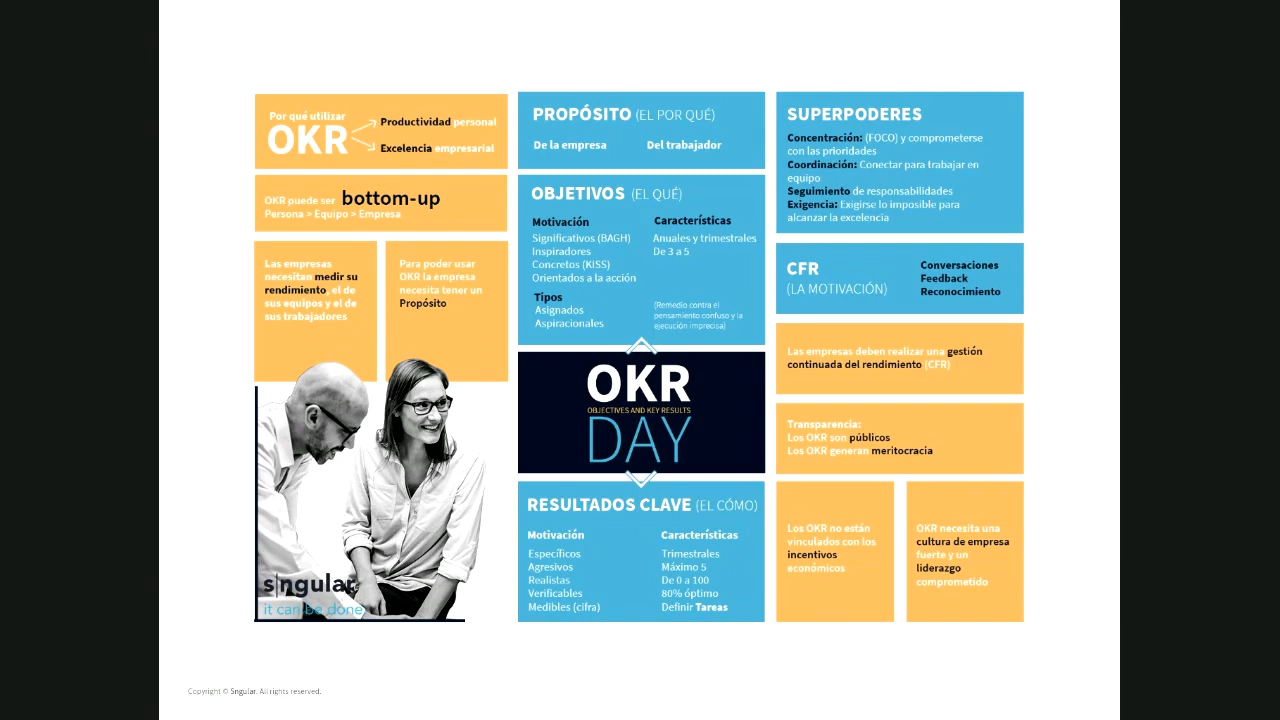 Por qué utilizar
OKR
Productividad personal
Excelencia empresarial
OKR puede ser bottom-up
Persona > Equipo > Empresa
Las empresas
necesitan medir su
rendimiento, el de
sus equipos y el de
sus trabajadores
Para poder usar
OKR la empresa
necesita tener un
Propósito
sngular
it can be done
PROPÓSITO (EL POR QUÉ)
De la empresa
Del trabajador
OBJETIVOS (EL QUÉ)
Motivación
Significativos (BAGH)
Inspiradores
Concretos (KISS)
Orientados a la acción
Tipos
Asignados
Aspiracionales
Características
Anuales y trimestrales
De 3 a 5
(Remedio contra el
pensamiento confuso y la
ejecución imprecisa)
OKR
OBJECTIVES AND KEY RESULTS
DAY
RESULTADOS CLAVE (EL CÓMO)
Motivación
Específicos
Agresivos
Realistas
Verificables
Medibles (cifra)
Características
Trimestrales
Máximo 5
De 0 a 100
80% óptimo
Definir Tareas
SUPERPODERES
Concentración: (FOCO) y comprometerse
con las prioridades
Coordinación: Conectar para trabajar en
equipo
Seguimiento de responsabilidades
Exigencia: Exigirse lo imposible para
alcanzar la excelencia
CFR
(LA MOTIVACIÓN)
Conversaciones
Feedback
Reconocimiento
Las empresas deben realizar una gestión
continuada del rendimiento (CFR)
Transparencia:
Los OKR son públicos
Los OKR generan meritocracia
Los OKR no están
vinculados con los
incentivos
económicos
OKR necesita una
cultura de empresa
fuerte y un
liderazgo
comprometido
Copyright © Sngular. All rights reserved.